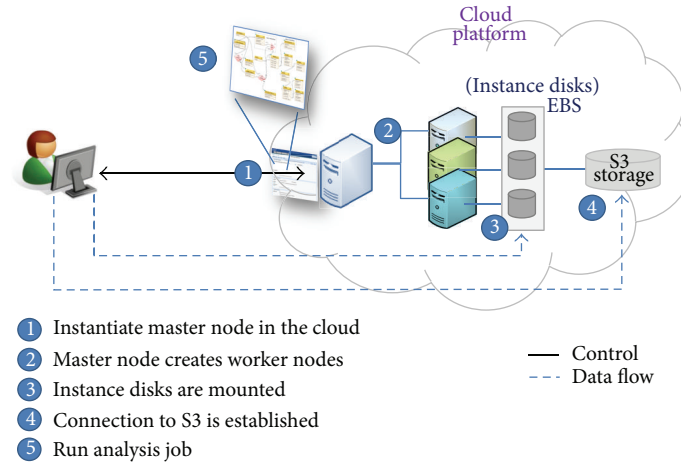 Cloud
platform
5
(Instance disks)
EBS
2
1
S3
storage
4
3
1 Instantiate master node in the cloud
2 Master node creates worker nodes
3 Instance disks are mounted
4 Connection to S3 is established
5 Run analysis job
Control
Data flow